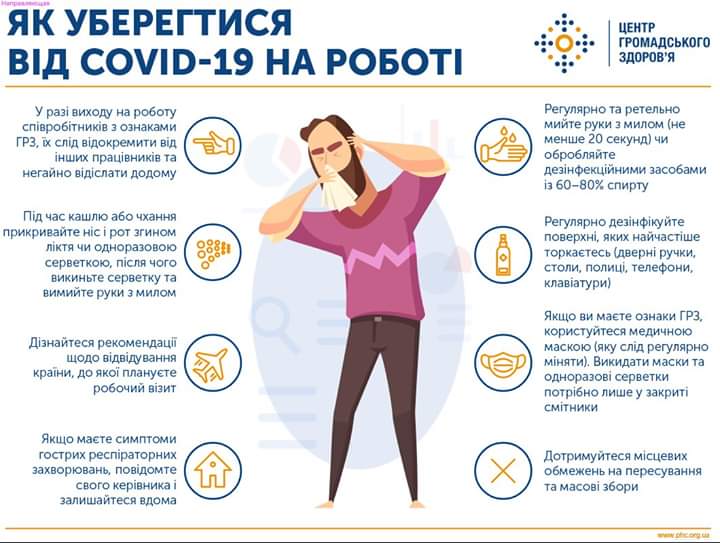 Направляющая
ЯК УБЕРЕГТИСЯ
ВІД COVID-19 НА РОБОТІ
ЦЕНТР
ГРОМАДСЬКОГО
ЗДОРОВ'Я
У разі виходу на роботу
співробітників з ознаками
ГРЗ, їх слід відокремити від
інших працівників та
негайно відіслати додому
Під час кашлю або чхання
прикривайте ніс і рот згином
ліктя чи одноразовою
серветкою, після чого
викиньте серветку та
вимийте руки з милом
Дізнайтеся рекомендації
щодо відвідування
країни, до якої плануєте
робочий візит
Якщо маєте симптоми
гострих респіраторних
захворювань, повідомте
свого керівника і
залишайтеся вдома
Регулярно та ретельно
мийте руки з милом (не
менше 20 секунд) чи
обробляйте
дезінфекційними засобами
із 60–80% спирту
Регулярно дезінфікуйте
поверхні, яких найчастіше
торкаєтесь (дверні ручки,
столи, полиці, телефони,
клавіатури)
Якщо ви маєте ознаки ГРЗ,
користуйтеся медичною
маскою (яку слід регулярно
міняти). Викидати маски та
одноразові серветки
потрібно лише у закриті
смітники
Дотримуйтеся місцевих
обмежень на пересування
та масові збори
www.phc.org.ua